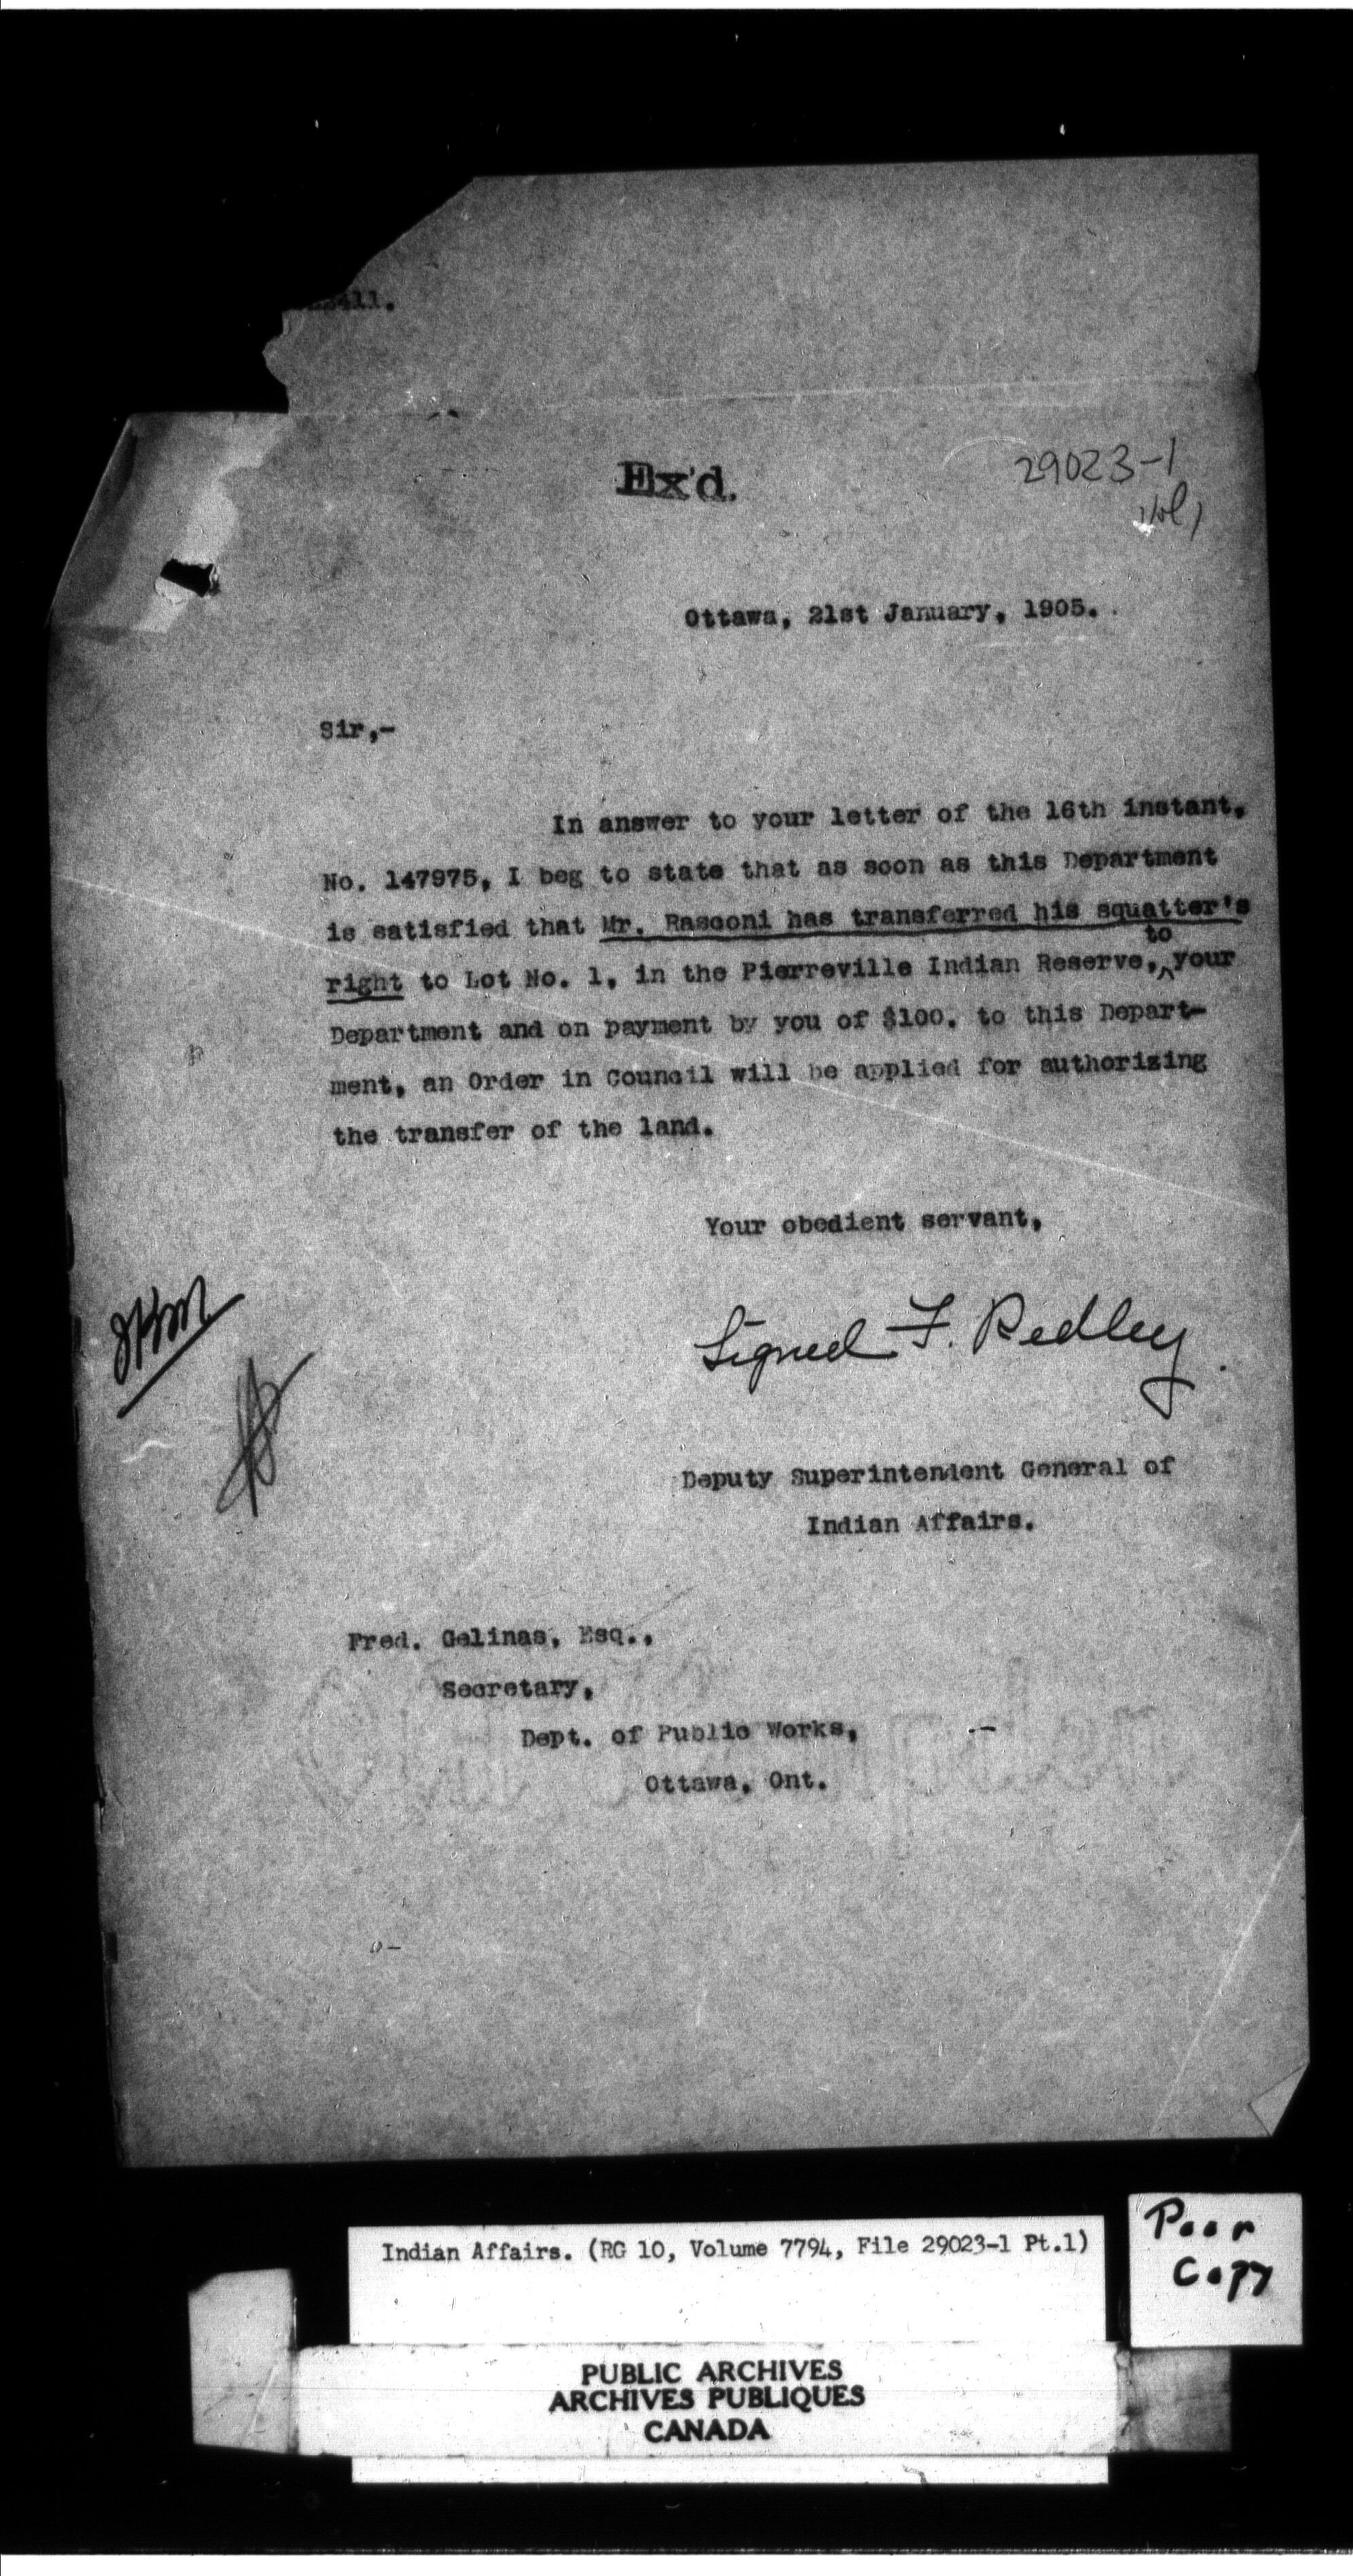 411.
Ex'd.
29023-1
Vol 1
Ottawa, 21st January, 1905.
Sir,-
In answer to your letter of the 16th instant,
No. 147975, I beg to state that as soon as this Department
is satisfied that Mr. Rasconi has transferred his squatter's
right to Lot No. 1, in the Pierreville Indian Reserve, to your
Department and on payment by you of $100. to this Depart-
ment, an Order in Council will be applied for authorizing
the transfer of the land.
Your obedient servant,
Signed F. Pedley.
Deputy Superintendent General of
Indian Affairs.
Fred. Gelinas, Esq.,
Secretary,
Dept. of Public Works,
Ottawa, Ont.
Indian Affairs. (RG 10, Volume 7794, File 29023-1 Pt.1)
Poor
Copy
PUBLIC ARCHIVES
ARCHIVES PUBLIQUES
CANADA